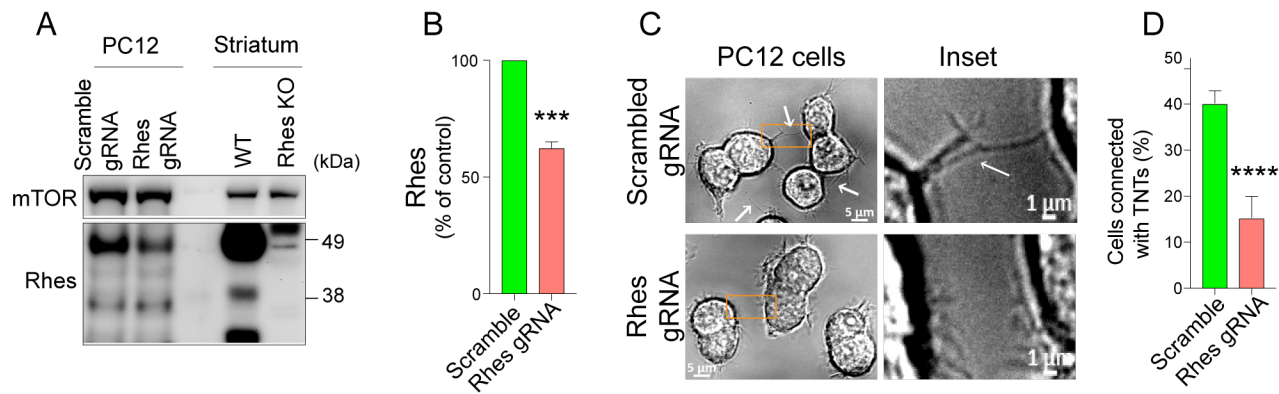 A
PC12
Striatum
Scramble
gRNA
Rhes
gRNA
WT
Rhes KO
(kDa)
mTOR
Rhes
49
38
B
Rhes
(% of control)
100
50
0
***
Scramble
Rhes gRNA
C
PC12 cells
Inset
Scrambled
gRNA
5 µm
1 µm
Rhes
gRNA
5 µm
1 µm
D
Cells connected
with TNTs (%)
50
40
30
20
10
0
****
Scramble
Rhes gRNA